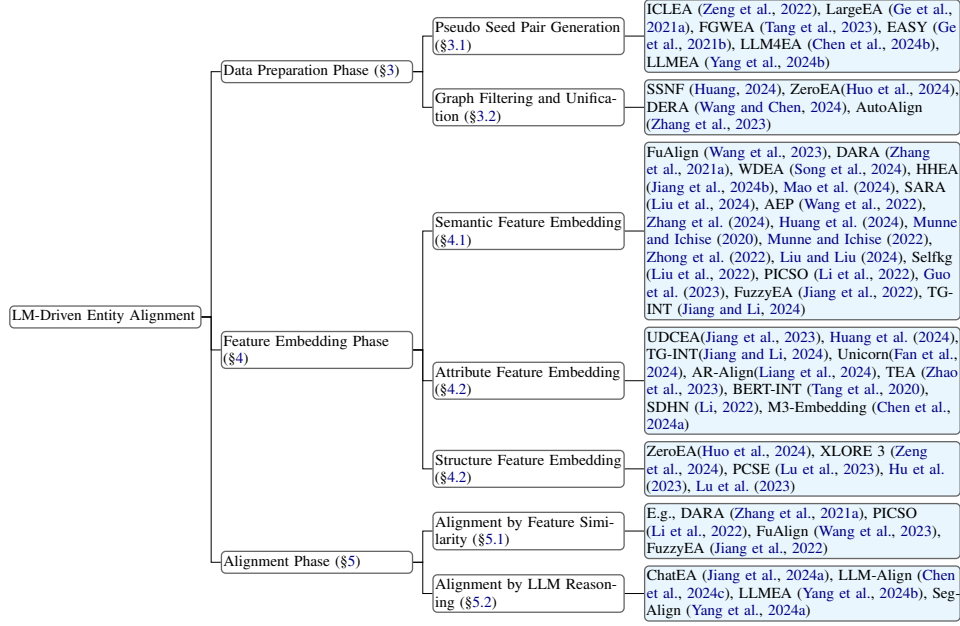 LM-Driven Entity Alignment
Data Preparation Phase (§3)
Pseudo Seed Pair Generation
(§3.1)
ICLEA (Zeng et al., 2022), LargeEA (Ge et al.,
2021a), FGWEA (Tang et al., 2023), EASY (Ge
et al., 2021b), LLM4EA (Chen et al., 2024b),
LLMEA (Yang et al., 2024b)
Graph Filtering and Unifica-
tion (§3.2)
SSNF (Huang, 2024), ZeroEA(Huo et al., 2024),
DERA (Wang and Chen, 2024), AutoAlign
(Zhang et al., 2023)
Feature Embedding Phase
(§4)
Semantic Feature Embedding
(§4.1)
FuAlign (Wang et al., 2023), DARA (Zhang
et al., 2021a), WDEA (Song et al., 2024), HHEA
(Jiang et al., 2024b), Mao et al. (2024), SARA
(Liu et al., 2024), AEP (Wang et al., 2022),
Zhang et al. (2024), Huang et al. (2024), Munne
and Ichise (2020), Munne and Ichise (2022),
Zhong et al. (2022), Liu and Liu (2024), Selfkg
(Liu et al., 2022), PICSO (Li et al., 2022), Guo
et al. (2023), FuzzyEA (Jiang et al., 2022), TG-
INT (Jiang and Li, 2024)
Attribute Feature Embedding
(§4.2)
UDCEA(Jiang et al., 2023), Huang et al. (2024),
TG-INT(Jiang and Li, 2024), Unicorn(Fan et al.,
2024), AR-Align(Liang et al., 2024), TEA (Zhao
et al., 2023), BERT-INT (Tang et al., 2020),
SDHN (Li, 2022), M3-Embedding (Chen et al.,
2024a)
Structure Feature Embedding
(§4.2)
ZeroEA(Huo et al., 2024), XLORE 3 (Zeng
et al., 2024), PCSE (Lu et al., 2023), Hu et al.
(2023), Lu et al. (2023)
Alignment Phase (§5)
Alignment by Feature Simi-
larity (§5.1)
E.g., DARA (Zhang et al., 2021a), PICSO
(Li et al., 2022), FuAlign (Wang et al., 2023),
FuzzyEA (Jiang et al., 2022)
Alignment by LLM Reason-
ing (§5.2)
ChatEA (Jiang et al., 2024a), LLM-Align (Chen
et al., 2024c), LLMEA (Yang et al., 2024b), Seg-
Align (Yang et al., 2024a)